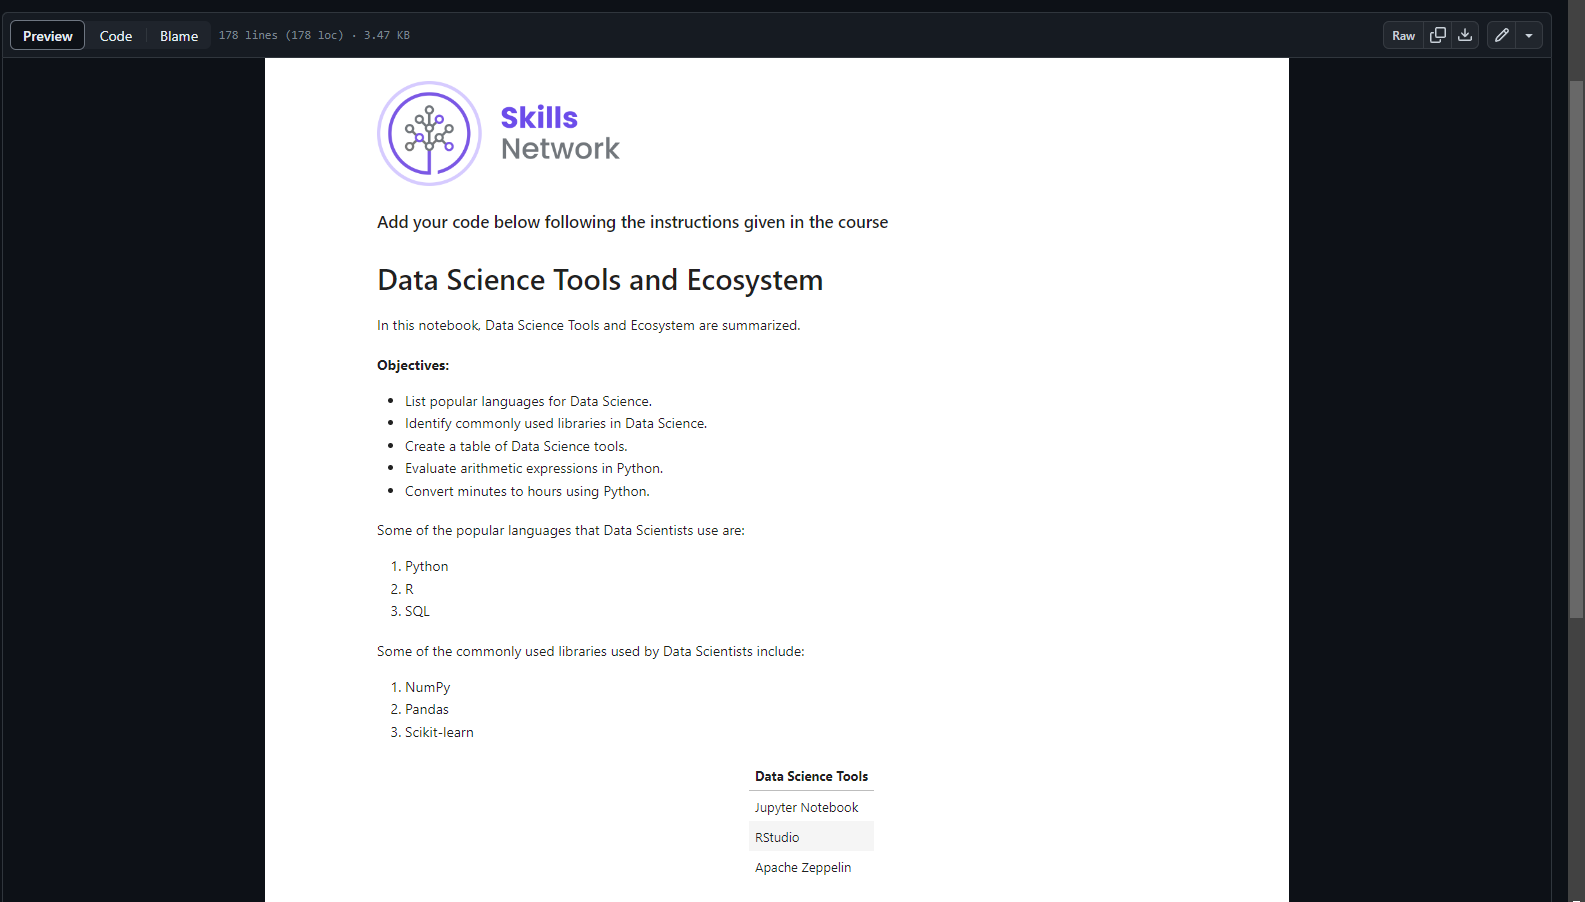 Preview Code Blame 178 lines (178 loc) · 3.47 KB Raw
Skills
Network
Add your code below following the instructions given in the course
Data Science Tools and Ecosystem
In this notebook, Data Science Tools and Ecosystem are summarized.
Objectives:
• List popular languages for Data Science.
• Identify commonly used libraries in Data Science.
• Create a table of Data Science tools.
• Evaluate arithmetic expressions in Python.
• Convert minutes to hours using Python.
Some of the popular languages that Data Scientists use are:
1. Python
2. R
3. SQL
Some of the commonly used libraries used by Data Scientists include:
1. NumPy
2. Pandas
3. Scikit-learn
Data Science Tools
Jupyter Notebook
RStudio
Apache Zeppelin